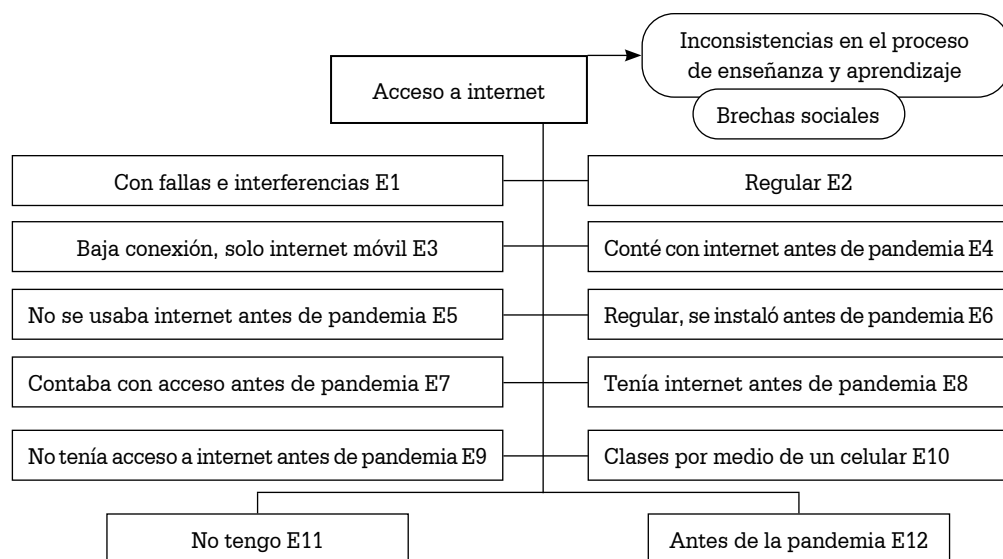 Inconsistencias en el proceso
de enseñanza y aprendizaje
Acceso a internet
Brechas sociales
Con fallas e interferencias E1
Regular E2
Baja conexión, solo internet móvil E3
Conté con internet antes de pandemia E4
No se usaba internet antes de pandemia E5
Regular, se instaló antes de pandemia E6
Contaba con acceso antes de pandemia E7
Tenía internet antes de pandemia E8
No tenía acceso a internet antes de pandemia E9
Clases por medio de un celular E10
No tengo E11
Antes de la pandemia E12